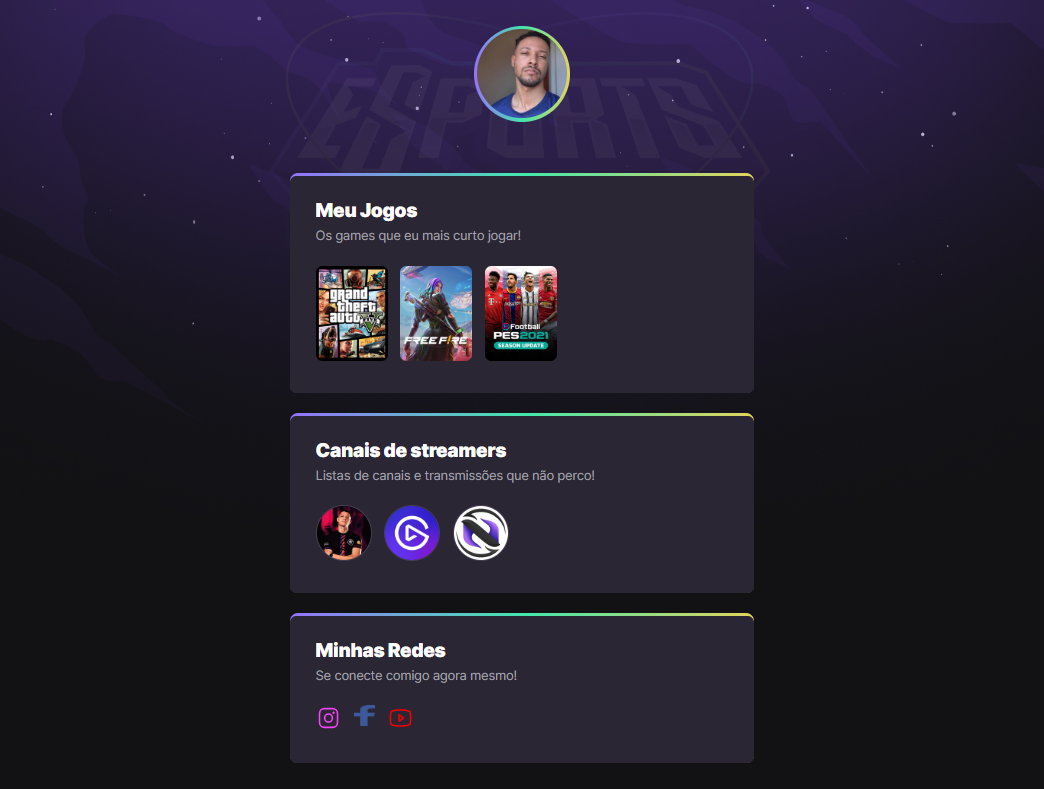 ESPORTS
Meu Jogos
Os games que eu mais curto jogar!
grand
theft
auto
V
FREE FIRE
eFootball
PES2021
SEASON UPDATE
Canais de streamers
Listas de canais e transmissões que não perco!
Minhas Redes
Se conecte comigo agora mesmo!